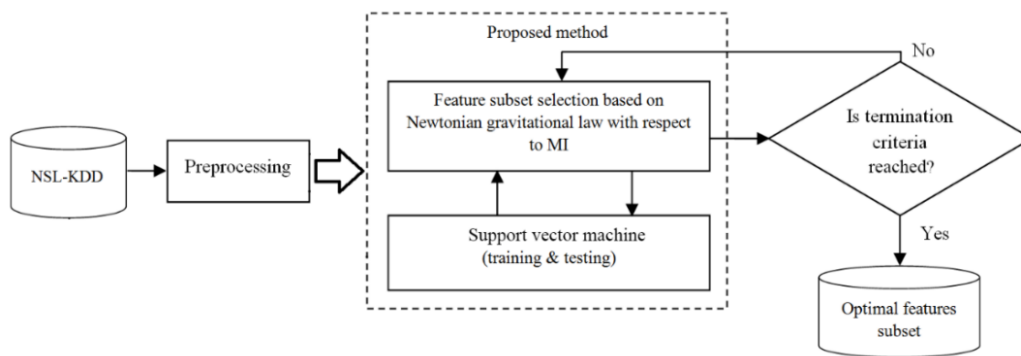 Proposed method
No
Feature subset selection based on
Newtonian gravitational law with respect
to MI
Is termination
criteria
reached?
NSL-KDD
Preprocessing
Support vector machine
(training & testing)
Yes
Optimal features
subset